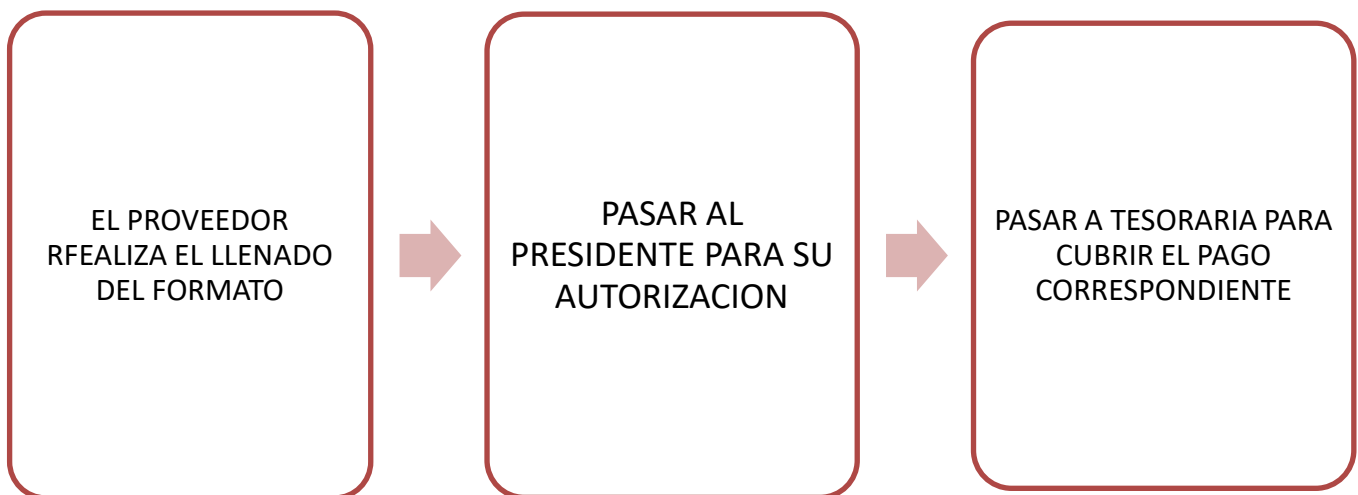 EL PROVEEDOR
RFEALIZA EL LLENADO
DEL FORMATO
PASAR AL
PRESIDENTE PARA SU
AUTORIZACION
PASAR A TESORARIA PARA
CUBRIR EL PAGO
CORRESPONDIENTE